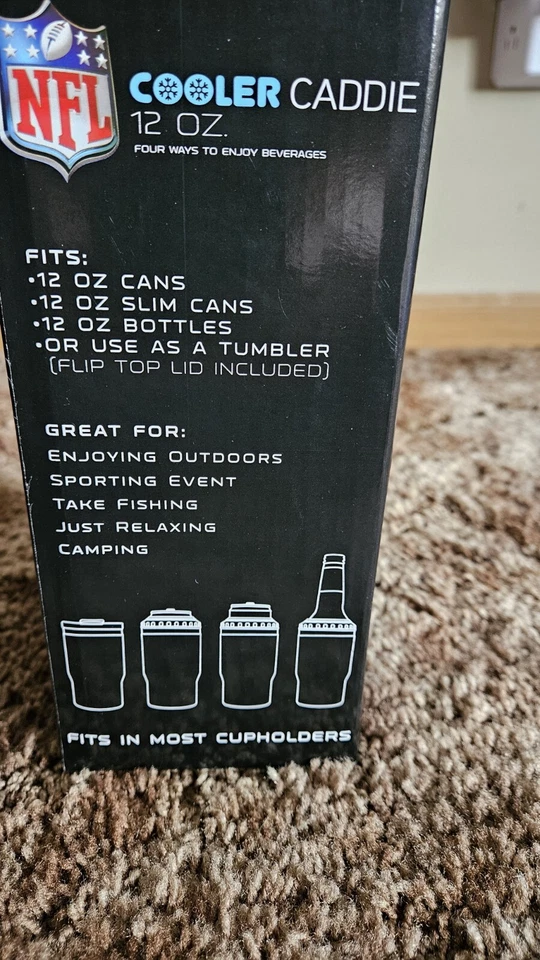 NFL
COOLER CADDIE
12 OZ.
FOUR WAYS TO ENJOY BEVERAGES
FITS:
•12 OZ CANS
•12 OZ SLIM CANS
•12 OZ BOTTLES
•OR USE AS A TUMBLER
(FLIP TOP LID INCLUDED)
GREAT FOR:
ENJOYING OUTDOORS
SPORTING EVENT
TAKE FISHING
JUST RELAXING
CAMPING
FITS IN MOST CUPHOLDERS